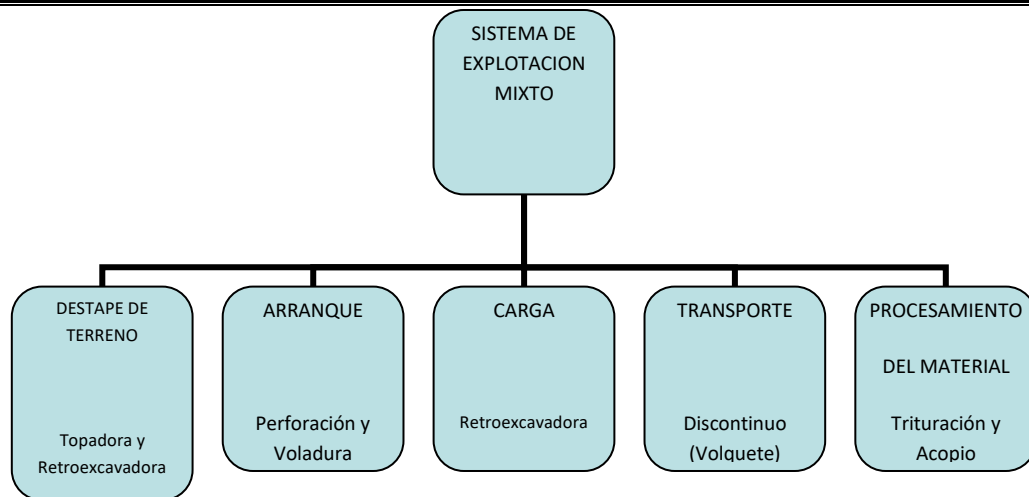 SISTEMA DE
EXPLOTACION
MIXTO
DESTAPE DE
TERRENO
Topadora y
Retroexcavadora
ARRANQUE
Perforación y
Voladura
CARGA
Retroexcavadora
TRANSPORTE
Discontinuo
(Volquete)
PROCESAMIENTO
DEL MATERIAL
Trituración y
Acopio